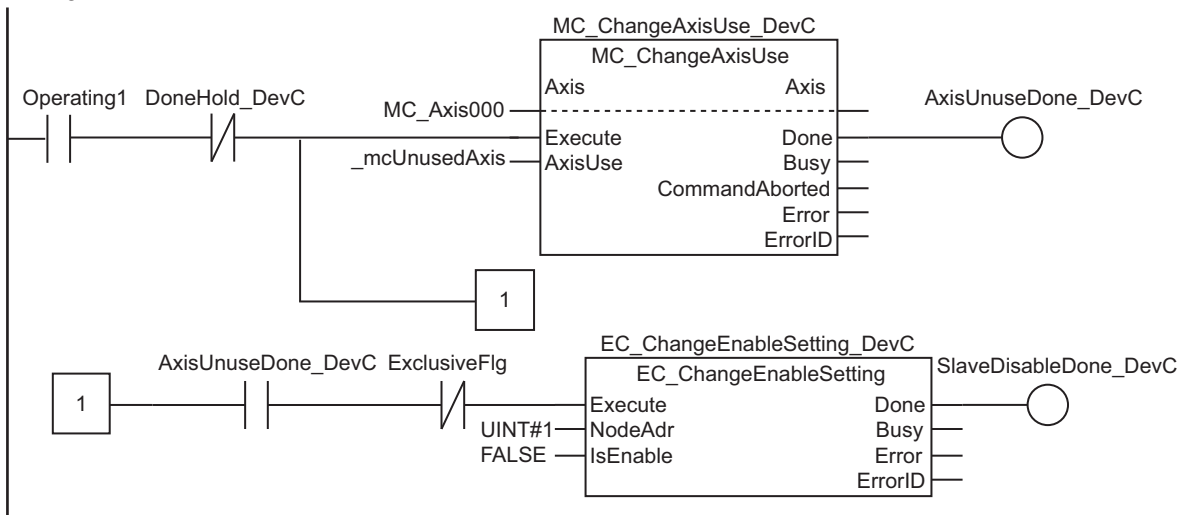 MC_ChangeAxisUse_DevC
MC_ChangeAxisUse
Operating1 DoneHold_DevC
Axis Axis
AxisUnuseDone_DevC
MC_Axis000
Execute Done
_mcUnusedAxis AxisUse Busy
CommandAborted
Error
ErrorID
1
EC_ChangeEnableSetting_DevC
AxisUnuseDone_DevC ExclusiveFlg
EC_ChangeEnableSetting
SlaveDisableDone_DevC
1
Execute Done
UINT#1 NodeAdr Busy
FALSE IsEnable Error
ErrorID